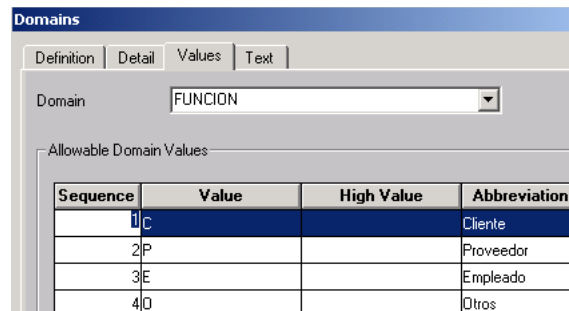 Domains
Definition Detail Values Text
Domain FUNCION
Allowable Domain Values
Sequence Value High Value Abbreviation
1 C Cliente
2 P Proveedor
3 E Empleado
4 O Otros